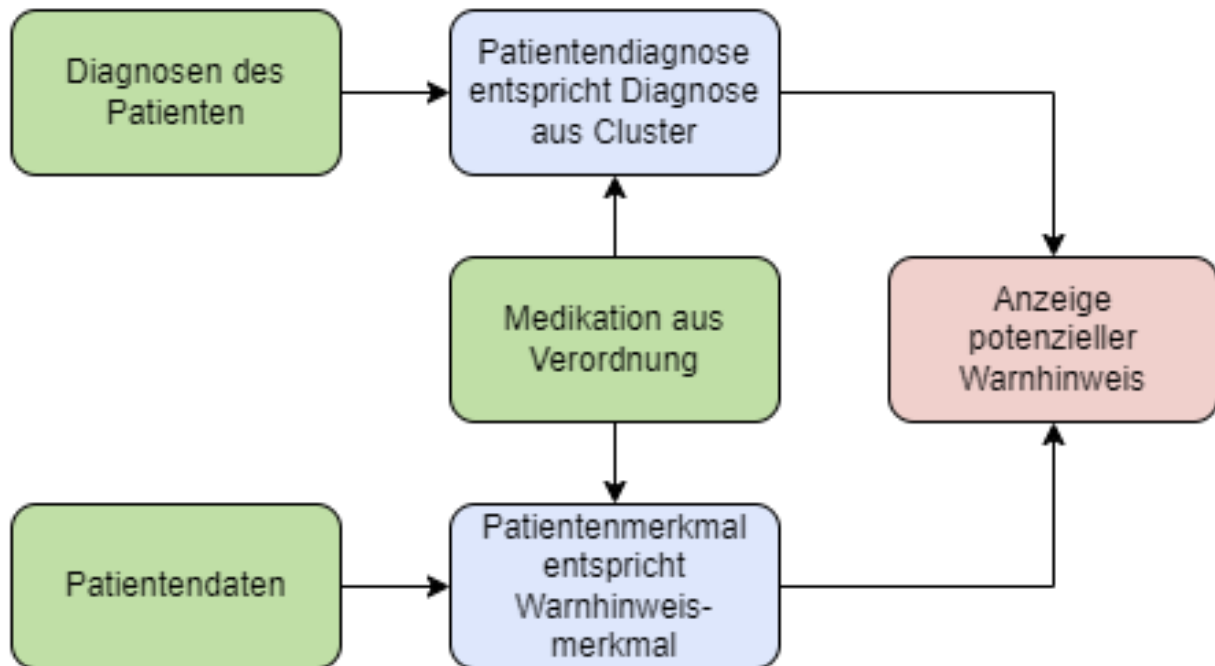 Diagnosen des
Patienten
Patientendiagnose
entspricht Diagnose
aus Cluster
Medikation aus
Verordnung
Anzeige
potenzieller
Warnhinweis
Patientendaten
Patientenmerkmal
entspricht
Warnhinweis-
merkmal